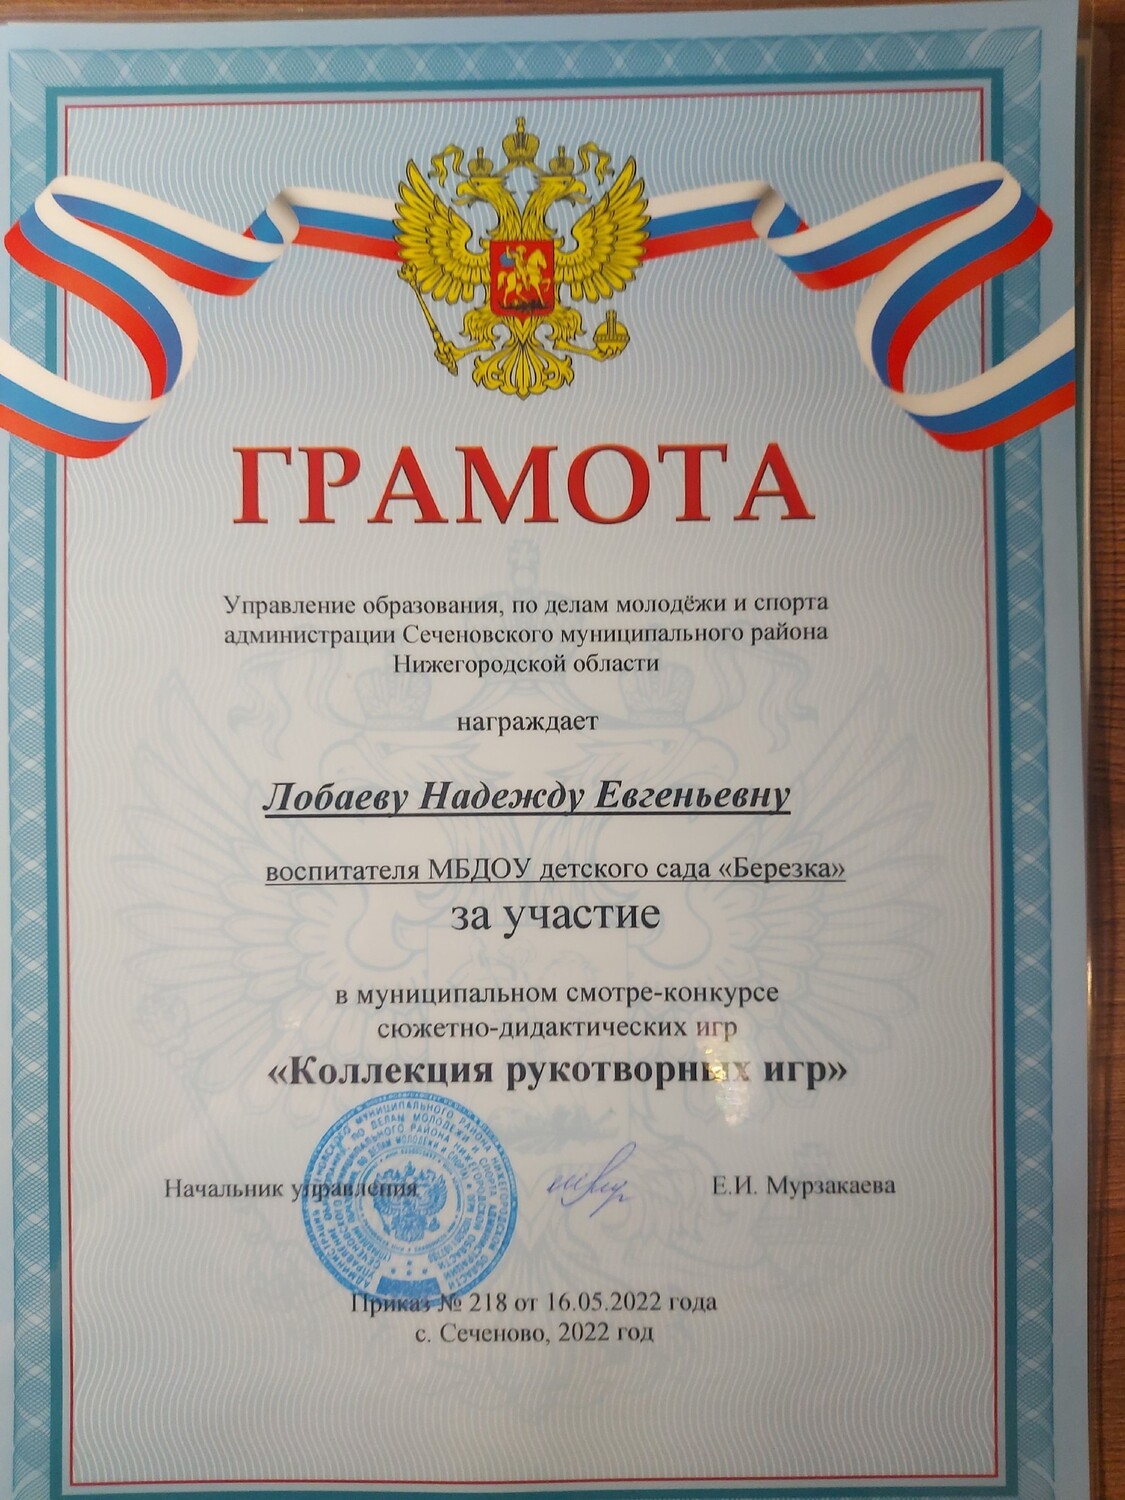 ГРАМОТА
Управление образования, по делам молодёжи и спорта
администрации Сеченовского муниципального района
Нижегородской области
награждает
Лобаеву Надежду Евгеньевну
воспитателя МБДОУ детского сада «Березка»
за участие
в муниципальном смотре-конкурсе
сюжетно-дидактических игр
«Коллекция рукотворных игр»
Начальник управления
Е.И. Мурзакаева
Приказ № 218 от 16.05.2022 года
с. Сеченово, 2022 год